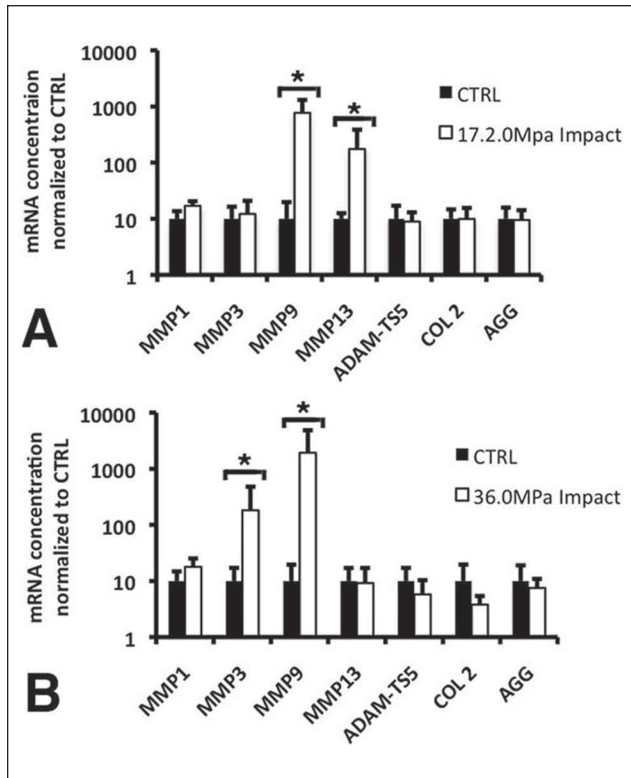 mRNA concentraion
normalized to CTRL
10000
1000
100
10
1
*
*
CTRL
17.2.0Mpa Impact
MMP1
MMP3
MMP9
MMP13
ADAM-TS5
COL 2
AGG
A
mRNA concentration
normalized to CTRL
10000
1000
100
10
1
*
*
CTRL
36.0MPa Impact
MMP1
MMP3
MMP9
MMP13
ADAM-TS5
COL 2
AGG
B